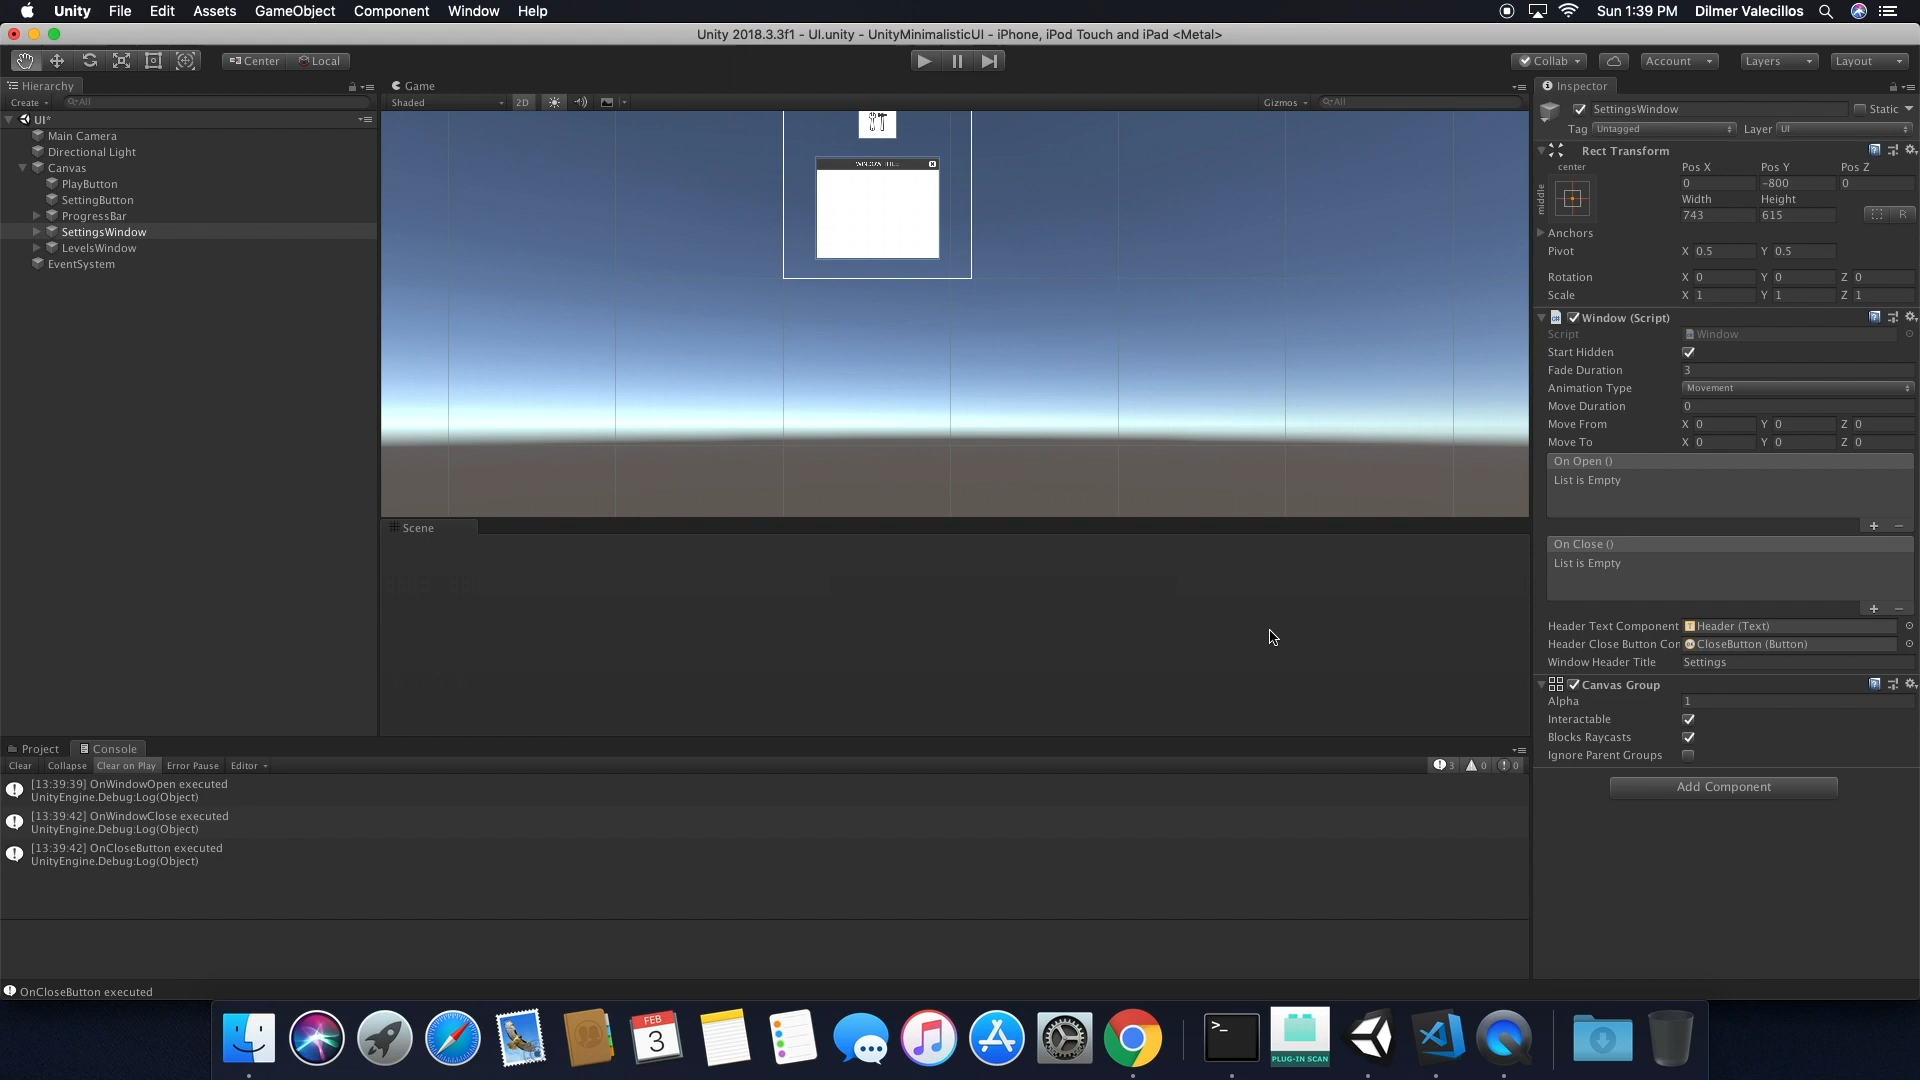 Unity File Edit Assets GameObject Component Window Help
Sun 1:39 PM Dilmer Valecillos
Unity 2018.3.3f1 - UI.unity - UnityMinimalisticUI - iPhone, iPod Touch and iPad <Metal>
Center Local
Collab Account Layers Layout
Hierarchy
Create All
UI*
Main Camera
Directional Light
Canvas
PlayButton
SettingButton
ProgressBar
SettingsWindow
LevelsWindow
EventSystem
Game
Shaded 2D Gizmos All
WINDOW TITLE
Scene
Inspector
SettingsWindow Static
Tag Untagged Layer UI
Rect Transform
center
middle
Pos X Pos Y Pos Z
0 -800 0
Width Height
743 615 R
Anchors
Pivot X 0.5 Y 0.5
Rotation X 0 Y 0 Z 0
Scale X 1 Y 1 Z 1
Window (Script)
Script Window
Start Hidden
Fade Duration 3
Animation Type Movement
Move Duration 0
Move From X 0 Y 0 Z 0
Move To X 0 Y 0 Z 0
On Open ()
List is Empty
+ −
On Close ()
List is Empty
+ −
Header Text Component Header (Text)
Header Close Button Con CloseButton (Button)
Window Header Title Settings
Canvas Group
Alpha 1
Interactable
Blocks Raycasts
Ignore Parent Groups
Add Component
Project Console
Clear Collapse Clear on Play Error Pause Editor 3 0 0
[13:39:39] OnWindowOpen executed
UnityEngine.Debug:Log(Object)
[13:39:42] OnWindowClose executed
UnityEngine.Debug:Log(Object)
[13:39:42] OnCloseButton executed
UnityEngine.Debug:Log(Object)
OnCloseButton executed
FEB
3
>_
PLUG-IN SCAN